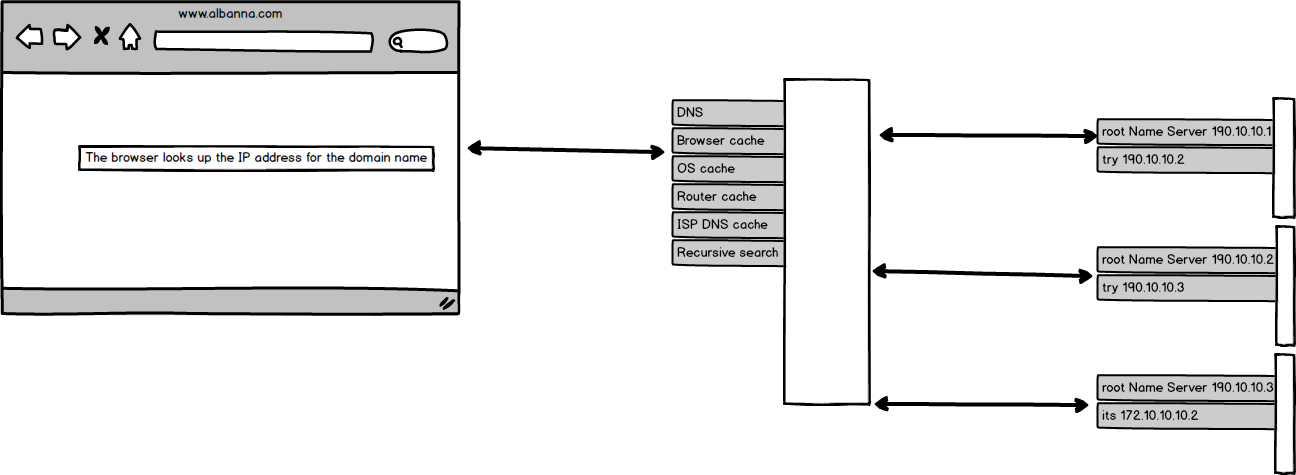 www.albanna.com
The browser looks up the IP address for the domain name
DNS
Browser cache
OS cache
Router cache
ISP DNS cache
Recursive search
root Name Server 190.10.10.1
try 190.10.10.2
root Name Server 190.10.10.2
try 190.10.10.3
root Name Server 190.10.10.3
its 172.10.10.10.2